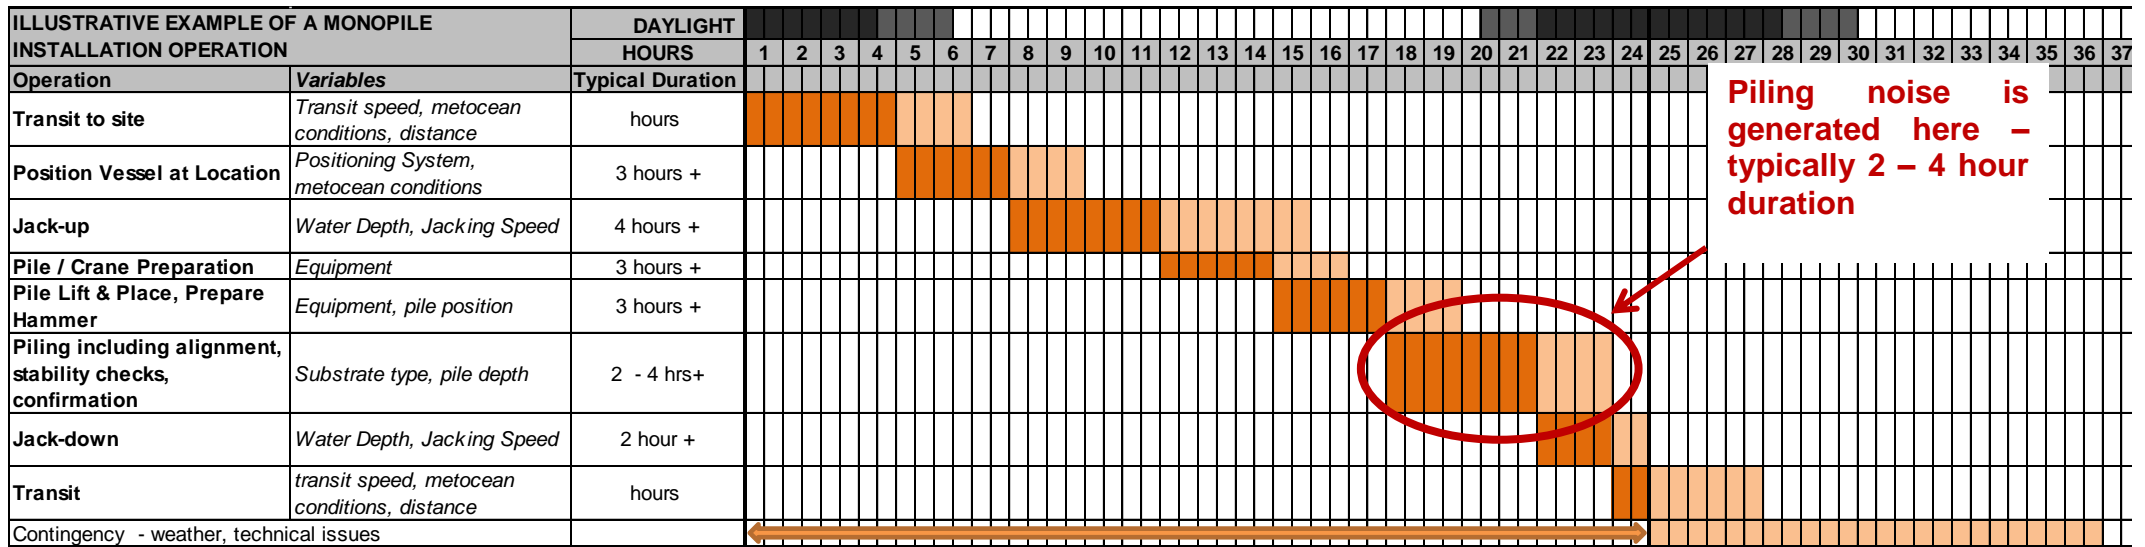 ILLUSTRATIVE EXAMPLE OF A MONOPILE
INSTALLATION OPERATION
DAYLIGHT
HOURS
1 2 3 4 5 6 7 8 9 10 11 12 13 14 15 16 17 18 19 20 21 22 23 24 25 26 27 28 29 30 31 32 33 34 35 36 37
Operation Variables Typical Duration
Transit to site
Transit speed, metocean
conditions, distance
hours
Position Vessel at Location
Positioning System,
metocean conditions
3 hours +
Jack-up
Water Depth, Jacking Speed
4 hours +
Pile / Crane Preparation
Equipment
3 hours +
Pile Lift & Place, Prepare
Hammer
Equipment, pile position
3 hours +
Piling including alignment,
stability checks,
confirmation
Substrate type, pile depth
2 - 4 hrs+
Jack-down
Water Depth, Jacking Speed
2 hour +
Transit
transit speed, metocean
conditions, distance
hours
Contingency - weather, technical issues
Piling noise is
generated here –
typically 2 – 4 hour
duration